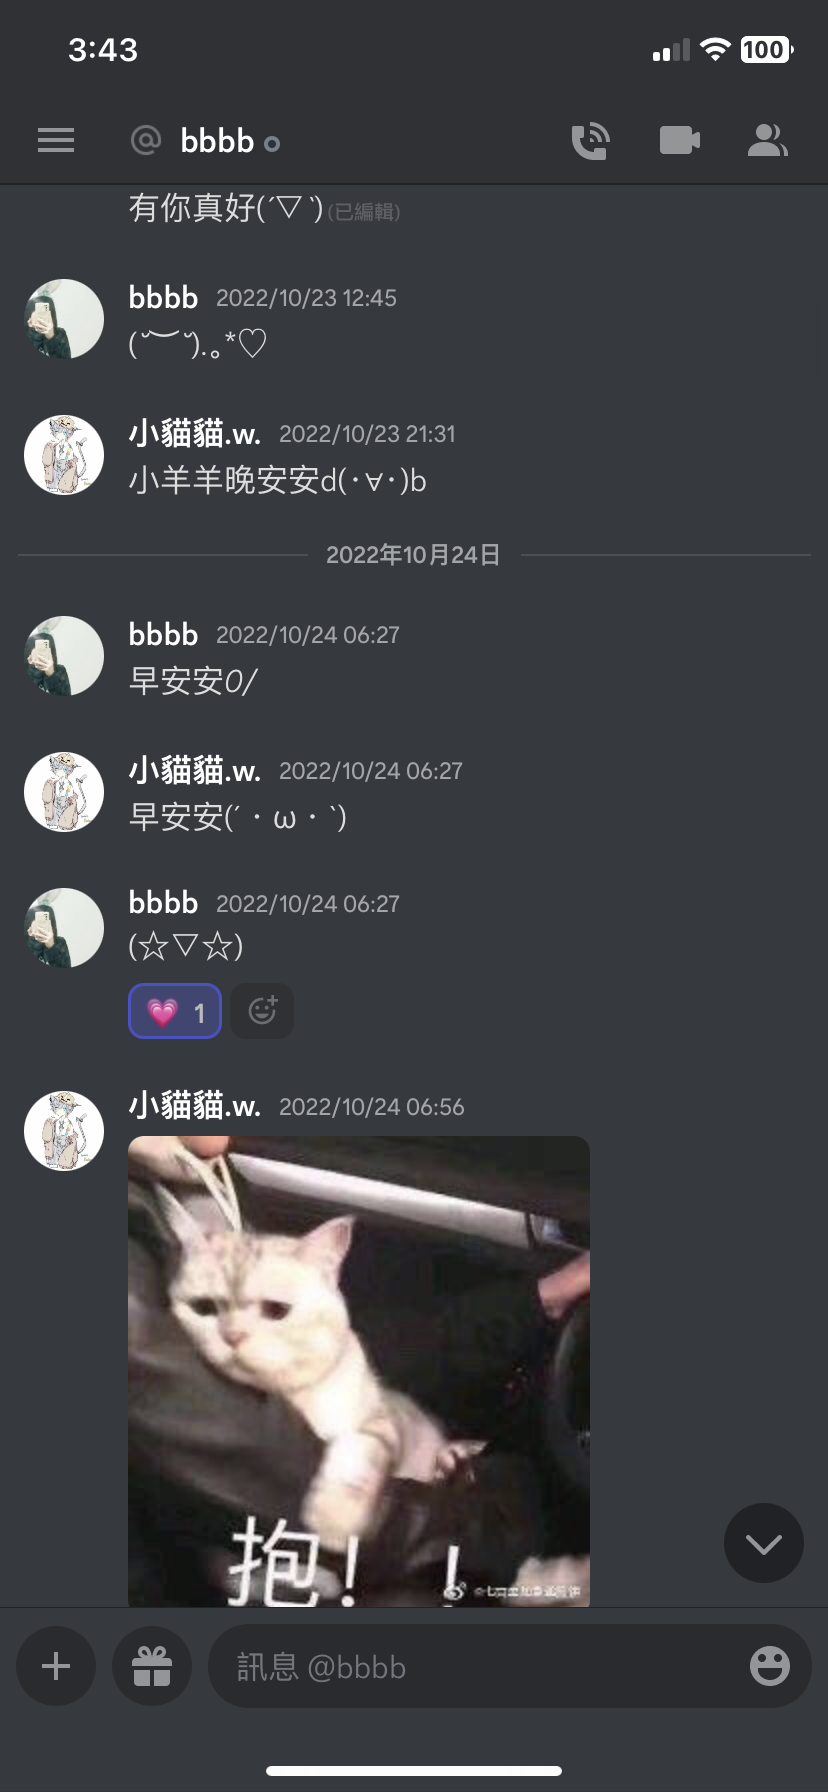 3:43
100
@ bbbb
有你真好(´▽`)(已編輯)
bbbb 2022/10/23 12:45
(˘Ͷ˘).｡*♡
小貓貓.w. 2022/10/23 21:31
小羊羊晚安安d(･∀･)b
2022年10月24日
bbbb 2022/10/24 06:27
早安安0/
小貓貓.w. 2022/10/24 06:27
早安安(´・ω・`)
bbbb 2022/10/24 06:27
(☆▽☆)
💗 1
小貓貓.w. 2022/10/24 06:56
抱！！
訊息 @bbbb